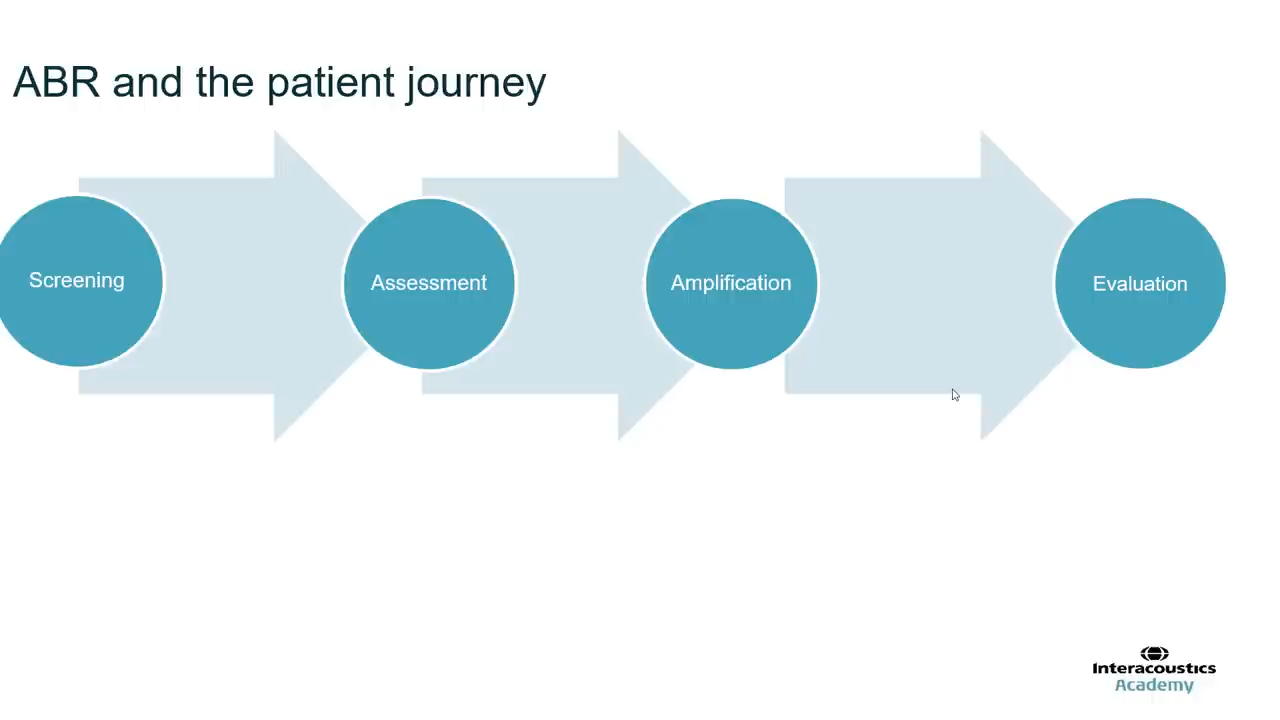 ABR and the patient journey
Screening
Assessment
Amplification
Evaluation
Interacoustics
Academy